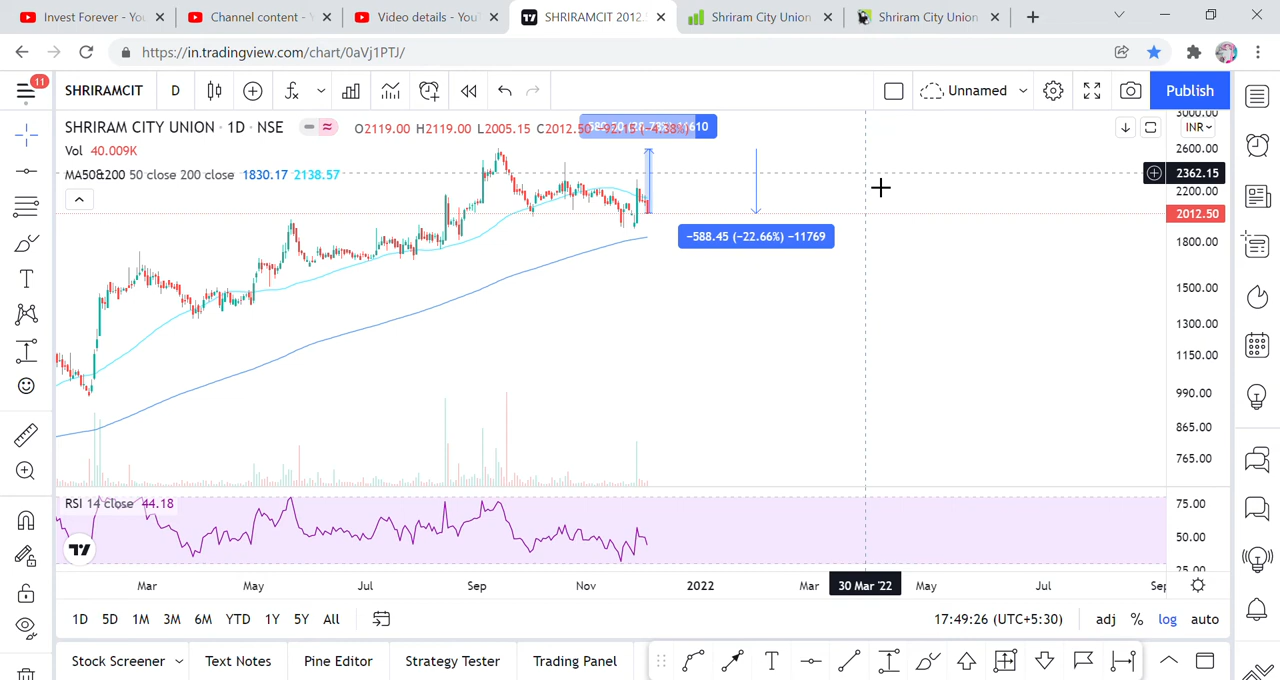 Invest Forever - You
Channel content - You
Video details - YouT
SHRIRAMCIT 2012.5
Shriram City Union
Shriram City Union
https://in.tradingview.com/chart/0aVj1PTJ/
11
SHRIRAMCIT D
Unnamed
Publish
SHRIRAM CITY UNION · 1D · NSE O2119.00 H2119.00 L2005.15 C2012.50 −92.15 (−4.38%)
Vol 40.009K
MA50&200 50 close 200 close 1830.17 2138.57
−588.45 (−22.66%) −11769
INR
3000.00
2600.00
2362.15
2200.00
2012.50
1800.00
1500.00
1300.00
1150.00
990.00
865.00
765.00
RSI 14 close 44.18
75.00
50.00
25.00
Mar May Jul Sep Nov 2022 Mar 30 Mar '22 May Jul Sep
1D 5D 1M 3M 6M YTD 1Y 5Y All
17:49:26 (UTC+5:30) adj % log auto
Stock Screener Text Notes Pine Editor Strategy Tester Trading Panel